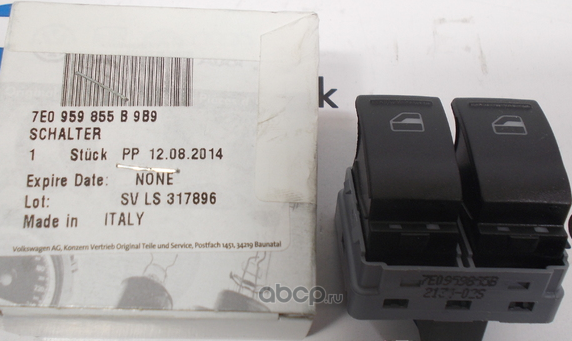 7E0 959 855 B 9B9
SCHALTER
1 Stück PP 12.08.2014
Expire Date: NONE
Lot: SV LS 317896
Made in ITALY
Volkswagen AG, Konzern Vertrieb Original Teile und Service, Postfach 1451, 34219 Baunatal
k
7E0959855B
abcp.ru